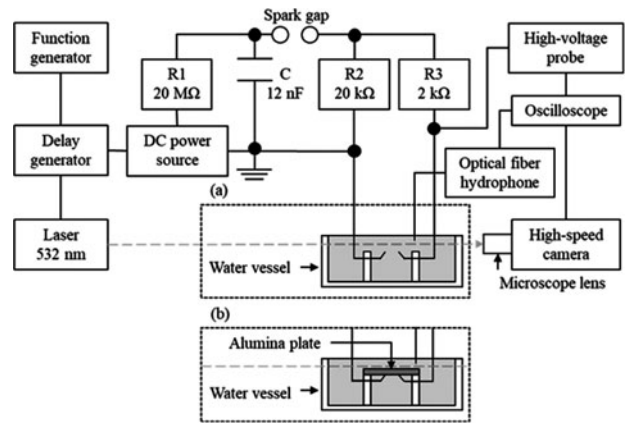 Spark gap
Function
generator
R1
20 MΩ
C
12 nF
R2
20 kΩ
R3
2 kΩ
High-voltage
probe
Oscilloscope
Delay
generator
DC power
source
Optical fiber
hydrophone
(a)
Laser
532 nm
Water vessel
High-speed
camera
Microscope lens
(b)
Alumina plate
Water vessel